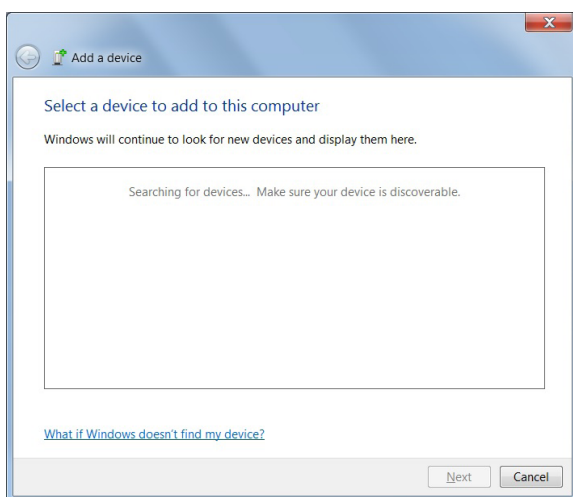 Add a device
Select a device to add to this computer
Windows will continue to look for new devices and display them here.
Searching for devices... Make sure your device is discoverable.
What if Windows doesn't find my device?
Next Cancel